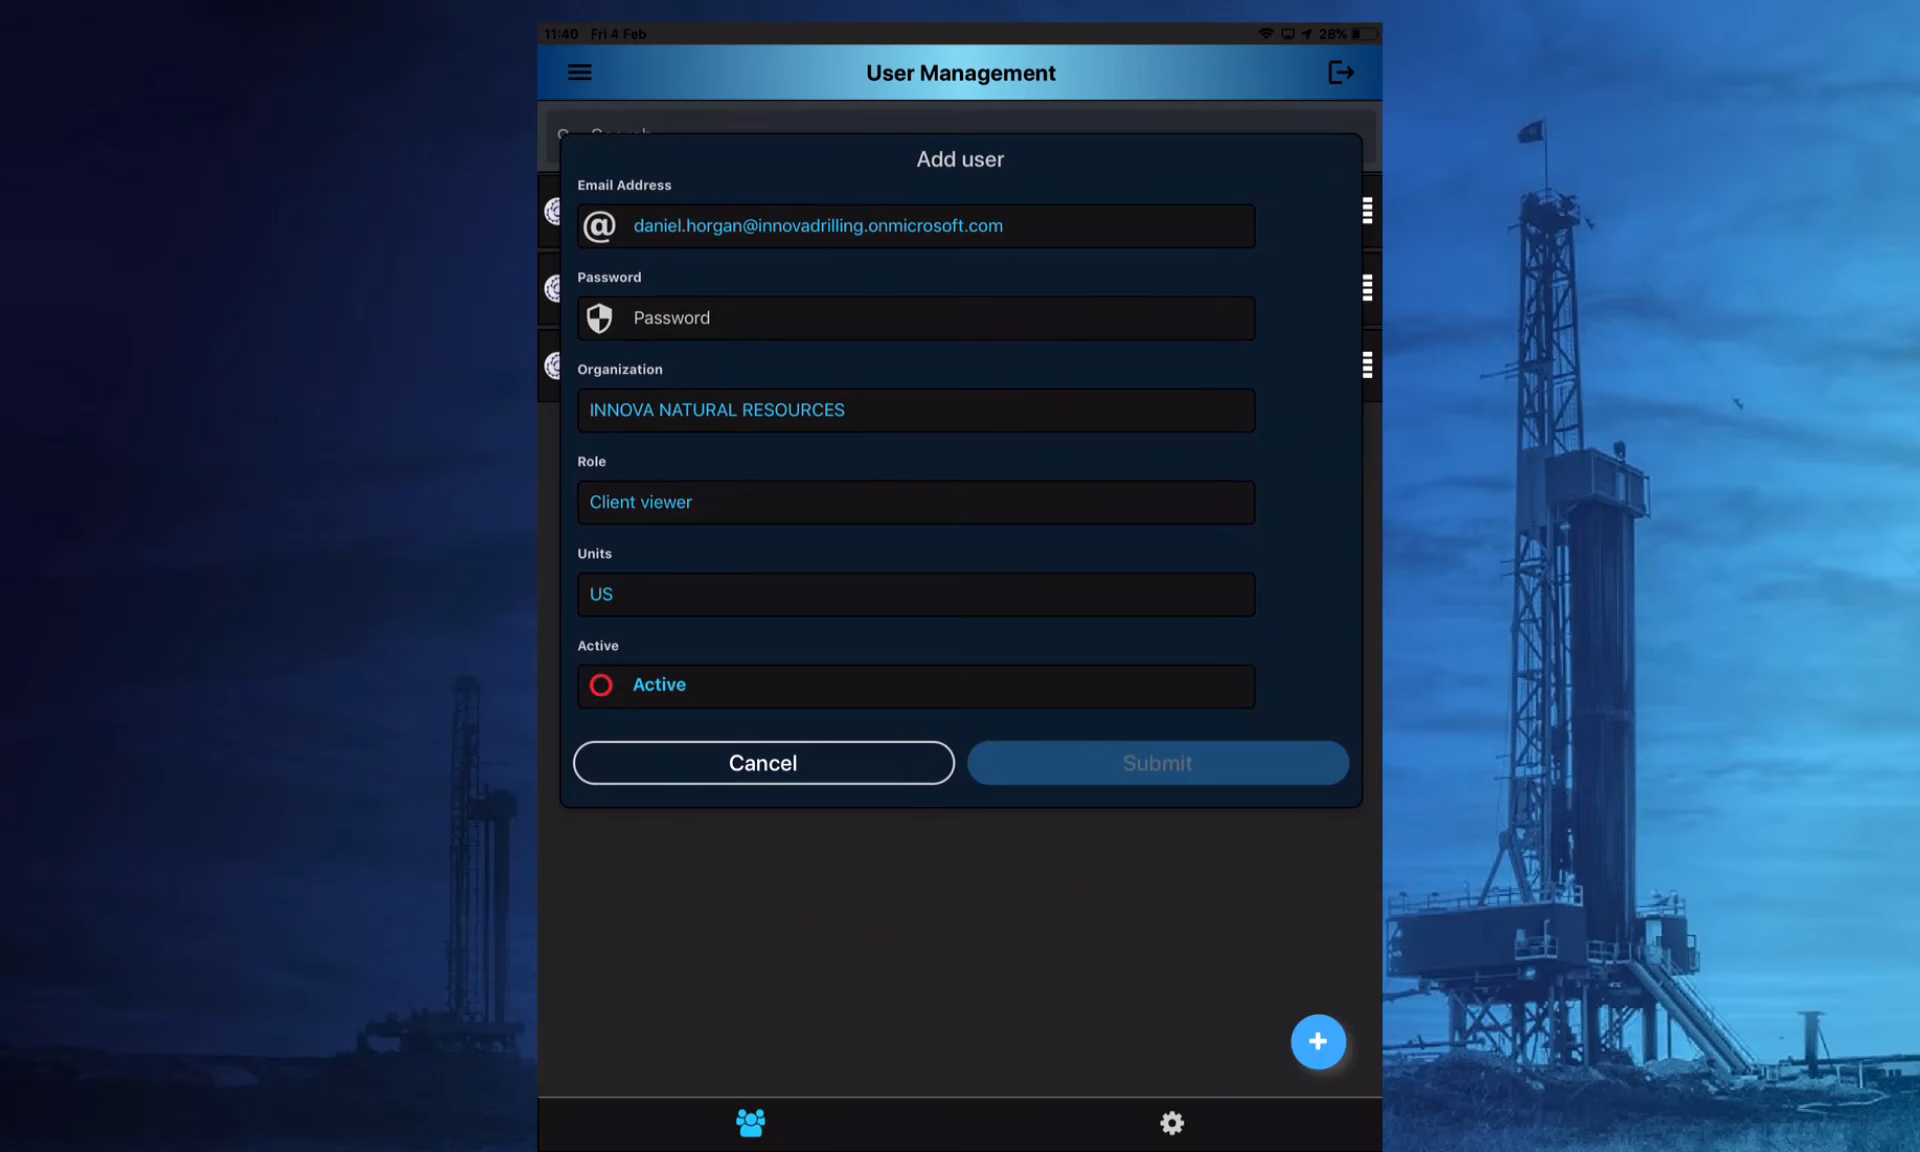 11:40 Fri 4 Feb 28%
User Management
Search
Add user
Email Address
@ daniel.horgan@innovadrilling.onmicrosoft.com
Password
Password
Organization
INNOVA NATURAL RESOURCES
Role
Client viewer
Units
US
Active
Active
Cancel Submit